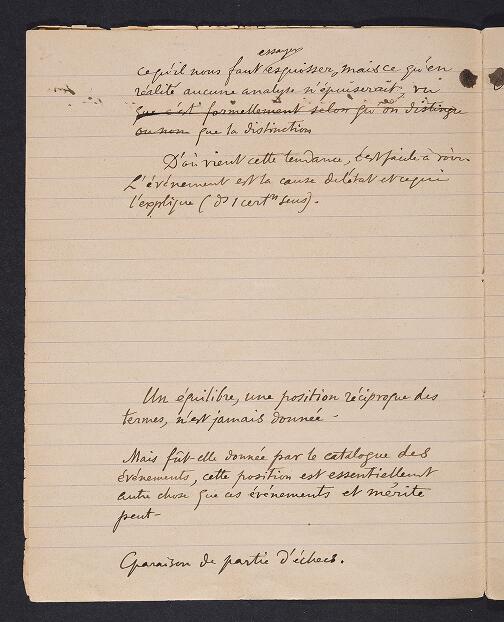 essayer
ce qu'il nous faut esquisser, mais ce qu'en
réalité aucune analyse n'épuiserait, vu
que c'est formellement selon qu'on distingue
ou non que la distinction
D'où vient cette tendance, c'est facile à voir.
L'événement est la cause de l'état et ce qui
l'explique (ds 1 certn sens).
Un équilibre, une position réciproque des
termes, n'est jamais donnée -
Mais fût-elle donnée par le catalogue des
événements, cette position est essentiellemt
autre chose que ces événements et mérite
peut-
Cparaison de partie d'échecs.